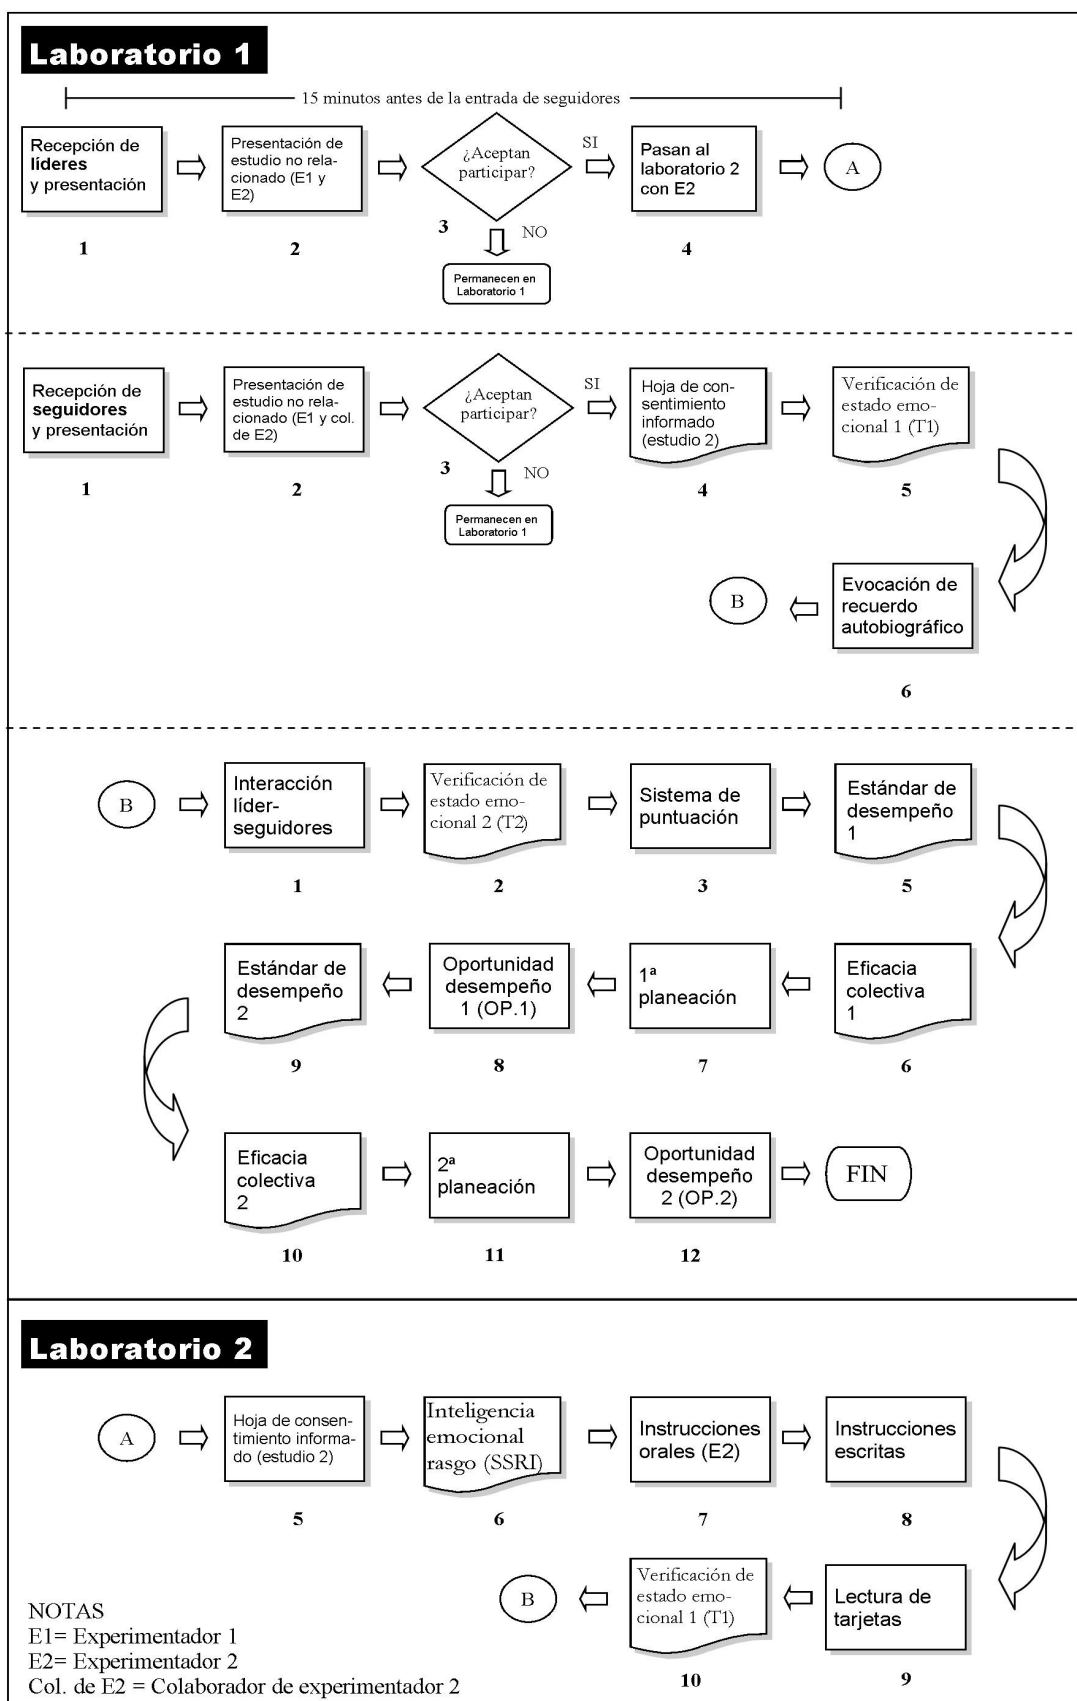 Laboratorio 1
15 minutos antes de la entrada de seguidores
Recepción de
líderes
y presentación
1
Presentación de
estudio no rela-
cionado (E1 y
E2)
2
¿Aceptan
participar?
3
SI
NO
Permanecen en
Laboratorio 1
Pasan al
laboratorio 2
con E2
4
A
Recepción de
seguidores
y presentación
1
Presentación de
estudio no rela-
cionado (E1 y col.
de E2)
2
¿Aceptan
participar?
3
SI
NO
Permanecen en
Laboratorio 1
Hoja de con-
sentimiento
informado
(estudio 2)
4
Verificación de
estado emo-
cional 1 (T1)
5
Evocación de
recuerdo
autobiográfico
6
B
B
Interacción
líder-
seguidores
1
Verificación de
estado emo-
cional 2 (T2)
2
Sistema de
puntuación
3
Estándar de
desempeño
1
5
Eficacia
colectiva
1
6
1ª
planeación
7
Oportunidad
desempeño
1 (OP.1)
8
Estándar de
desempeño
2
9
Eficacia
colectiva
2
10
2ª
planeación
11
Oportunidad
desempeño
2 (OP.2)
12
FIN
Laboratorio 2
A
Hoja de consen-
timiento informa-
do (estudio 2)
5
Inteligencia
emocional
rasgo (SSRI)
6
Instrucciones
orales (E2)
7
Instrucciones
escritas
8
Lectura de
tarjetas
9
Verificación de
estado emo-
cional 1 (T1)
10
B
NOTAS
E1= Experimentador 1
E2= Experimentador 2
Col. de E2 = Colaborador de experimentador 2